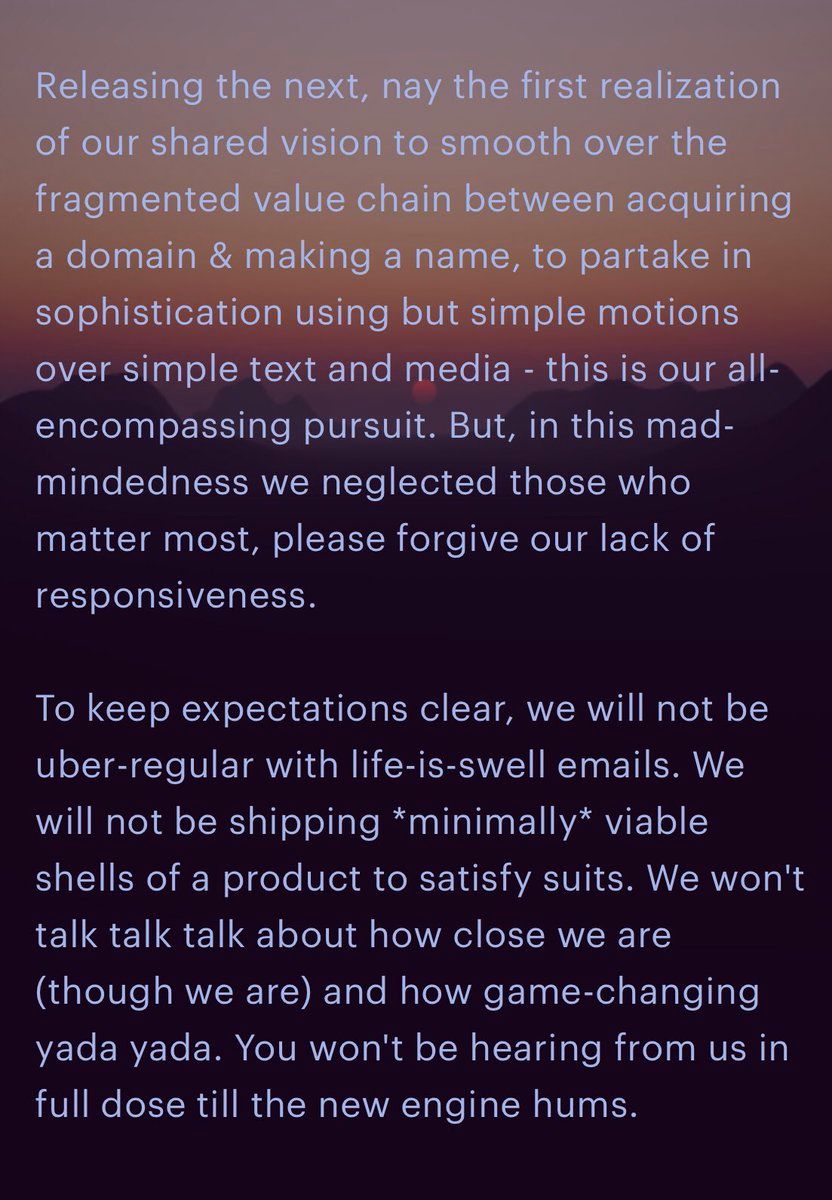 Releasing the next, nay the first realization
of our shared vision to smooth over the
fragmented value chain between acquiring
a domain & making a name, to partake in
sophistication using but simple motions
over simple text and media - this is our all-
encompassing pursuit. But, in this mad-
mindedness we neglected those who
matter most, please forgive our lack of
responsiveness.

To keep expectations clear, we will not be
uber-regular with life-is-swell emails. We
will not be shipping *minimally* viable
shells of a product to satisfy suits. We won't
talk talk talk about how close we are
(though we are) and how game-changing
yada yada. You won't be hearing from us in
full dose till the new engine hums.